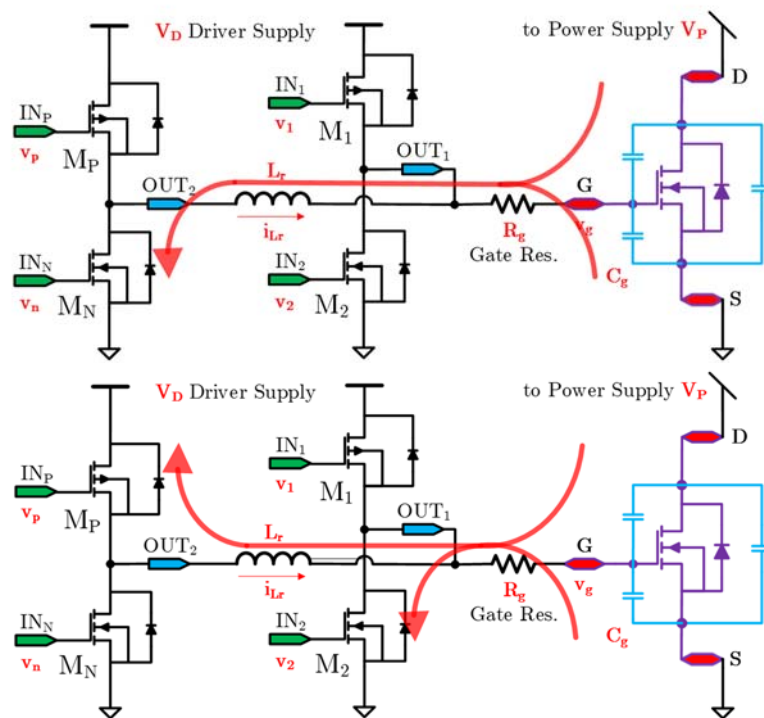 V_D Driver Supply
to Power Supply V_P
IN_P
v_p
M_P
IN_1
v_1
M_1
D
OUT_1
L_r
OUT_2
G
i_Lr
R_g
v_g
Gate Res.
IN_N
v_n
M_N
IN_2
v_2
M_2
C_g
S
V_D Driver Supply
to Power Supply V_P
IN_P
v_p
M_P
IN_1
v_1
M_1
D
OUT_1
L_r
OUT_2
G
i_Lr
R_g
v_g
Gate Res.
IN_N
v_n
M_N
IN_2
v_2
M_2
C_g
S